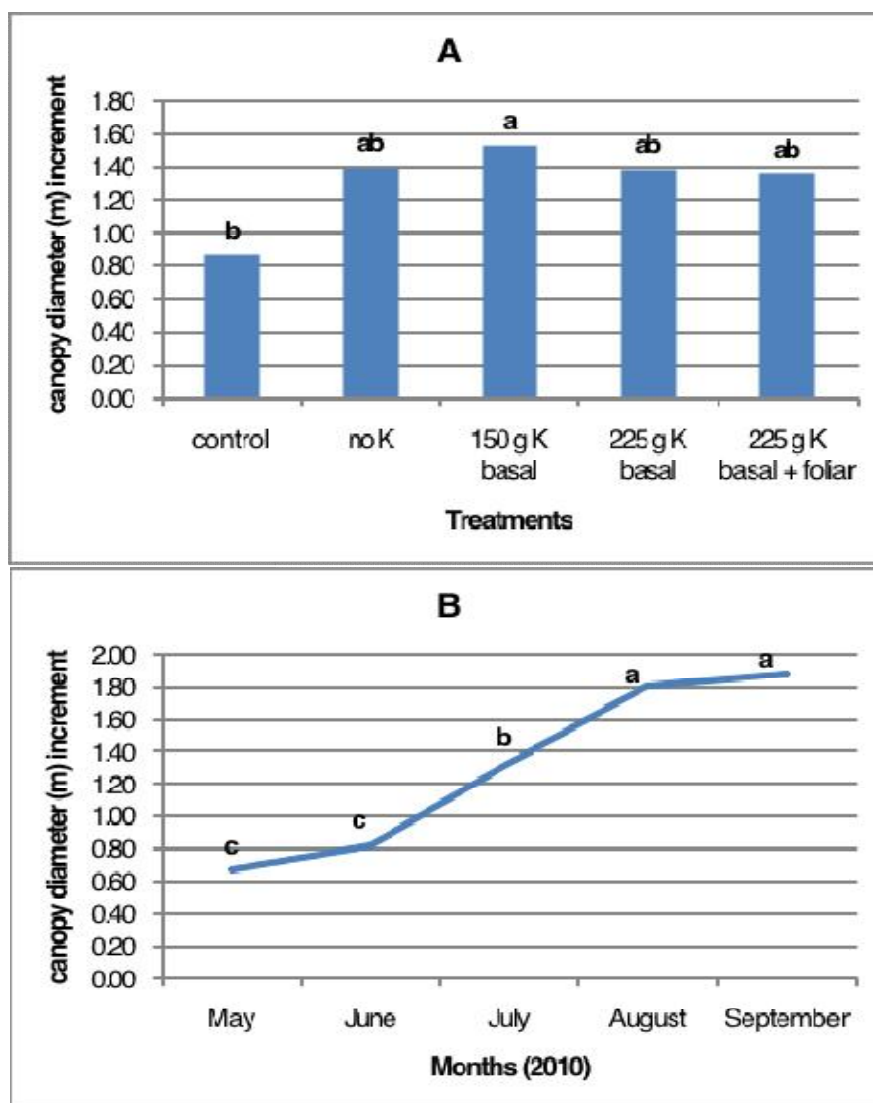 A
canopy diameter (m) increment
1.80
1.60
1.40
1.20
1.00
0.80
0.60
0.40
0.20
0.00
b
ab
a
ab
ab
control
no K
150 g K
basal
225 g K
basal
225 g K
basal + foliar
Treatments
B
canopy diameter (m) increment
2.00
1.80
1.60
1.40
1.20
1.00
0.80
0.60
0.40
0.20
0.00
c
c
b
a
a
May
June
July
August
September
Months (2010)